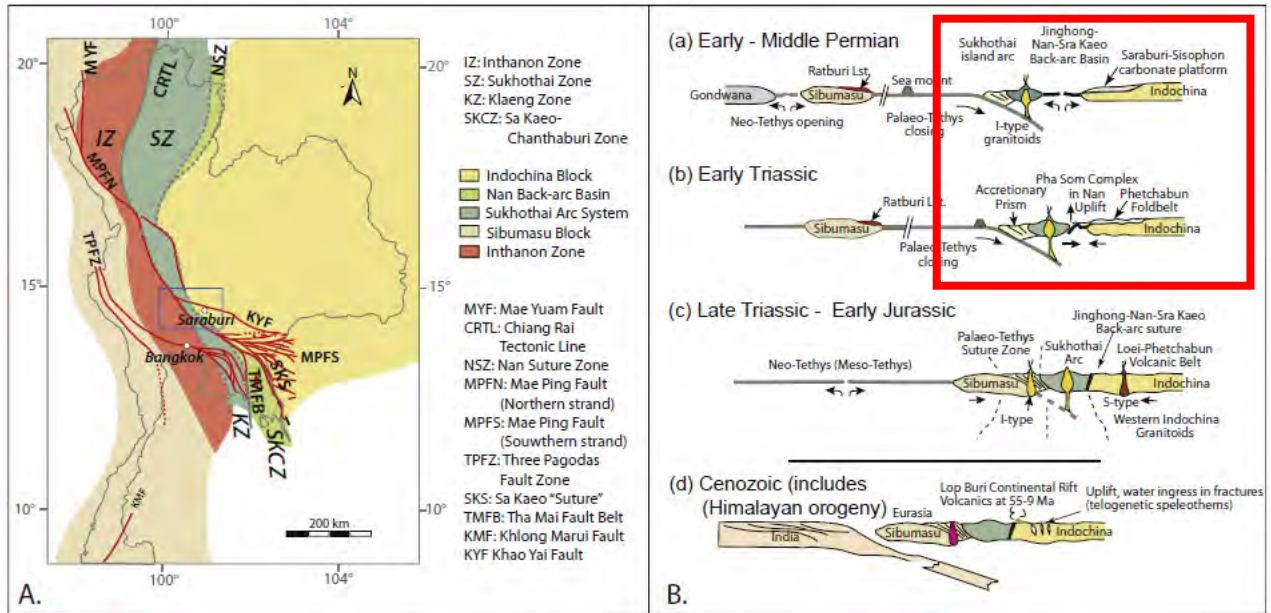 100°
104°
20°
20°
15°
15°
10°
10°
100°
104°
MYF
CRTL
NSZ
N
IZ
SZ
MPFN
TPFZ
Saraburi
KYF
Bangkok
MPFS
SKS
TMFB
KZ
SKCZ
KMF
200 km
A.
IZ: Inthanon Zone
SZ: Sukhothai Zone
KZ: Klaeng Zone
SKCZ: Sa Kaeo-
Chanthaburi Zone
Indochina Block
Nan Back-arc Basin
Sukhothai Arc System
Sibumasu Block
Inthanon Zone
MYF: Mae Yuam Fault
CRTL: Chiang Rai
Tectonic Line
NSZ: Nan Suture Zone
MPFN: Mae Ping Fault
(Northern strand)
MPFS: Mae Ping Fault
(Souwthern strand)
TPFZ: Three Pagodas
Fault Zone
SKS: Sa Kaeo "Suture"
TMFB: Tha Mai Fault Belt
KMF: Khlong Marui Fault
KYF Khao Yai Fault
(a) Early - Middle Permian
Sukhothai
island arc
Jinghong-
Nan-Sra Kaeo
Back-arc Basin
Saraburi-Sisophon
carbonate platform
Ratburi Lst.
Sea mount
Gondwana
Sibumasu
Indochina
Neo-Tethys opening
Palaeo-Tethys
closing
I-type
granitoids
(b) Early Triassic
Accretionary
Prism
Pha Som Complex
in Nan
Uplift
Phetchabun
Foldbelt
Ratburi Lst.
Sibumasu
Indochina
Palaeo-Tethys
closing
(c) Late Triassic - Early Jurassic
Jinghong-Nan-Sra Kaeo
Back-arc suture
Palaeo-Tethys
Suture Zone
Sukhothai
Arc
Loei-Phetchabun
Volcanic Belt
Neo-Tethys (Meso-Tethys)
Sibumasu
Indochina
I-type
S-type
Western Indochina
Granitoids
(d) Cenozoic (includes
(Himalayan orogeny)
Lop Buri Continental Rift
Volcanics at 55-9 Ma
Uplift, water ingress in fractures
(telogenetic speleothems)
Eurasia
Sibumasu
Indochina
India
B.